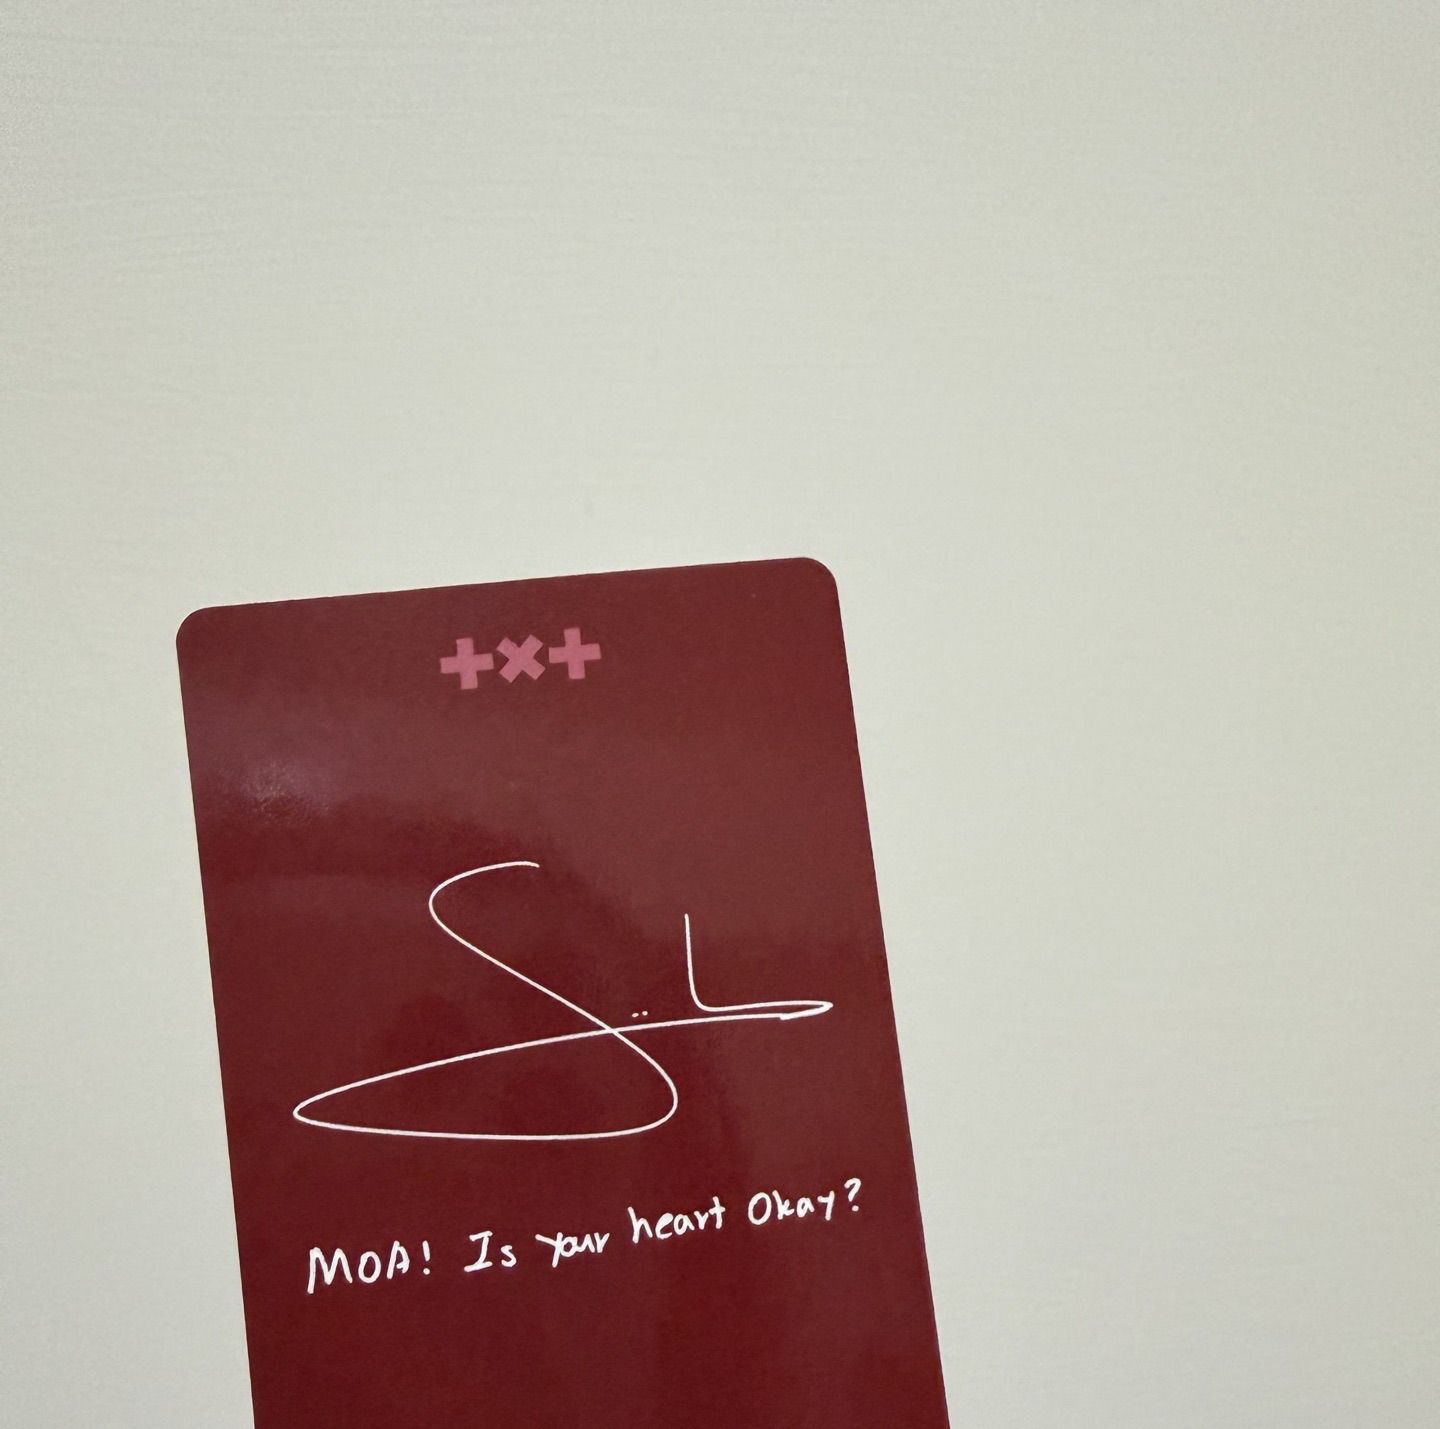 +x+
MOA! Is your heart Okay?